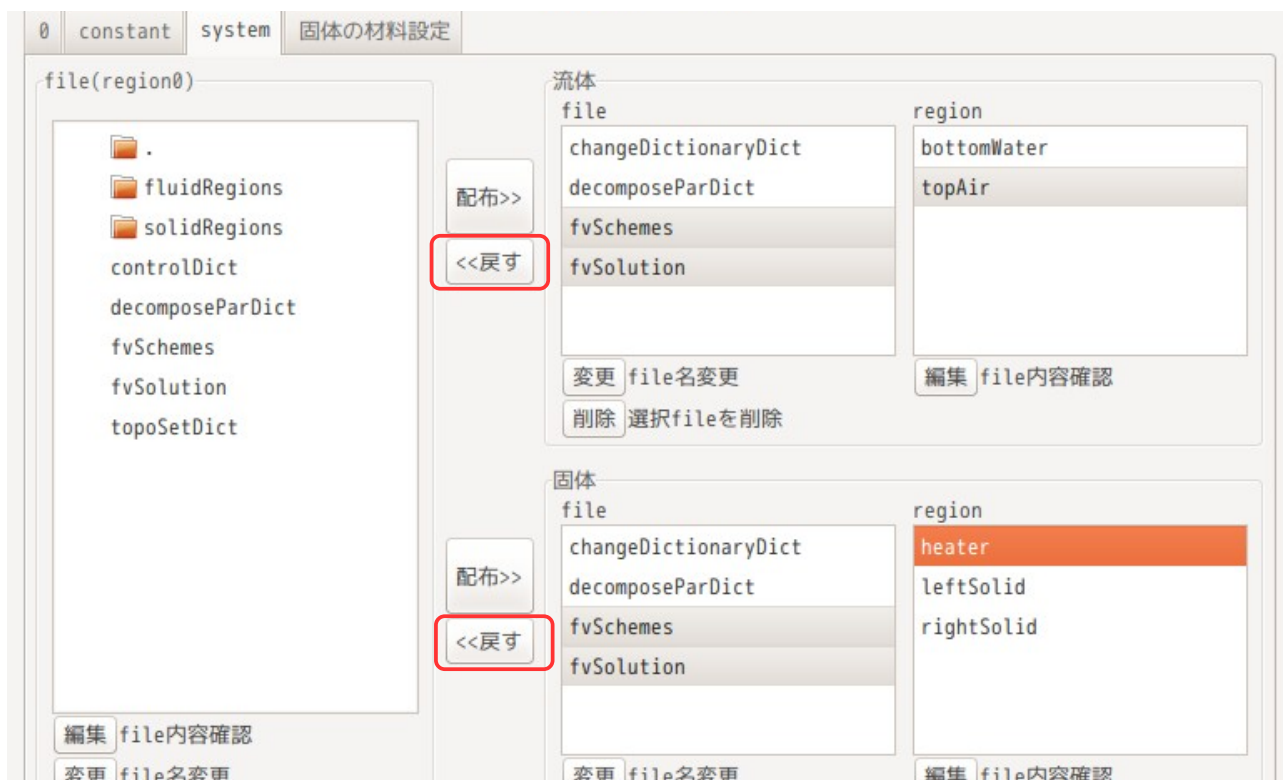 0 constant system 固体の材料設定
file(region0)
.
fluidRegions
solidRegions
controlDict
decomposeParDict
fvSchemes
fvSolution
topoSetDict
編集 file内容確認
変更 file名変更
配布>>
<<戻す
流体
file
changeDictionaryDict
decomposeParDict
fvSchemes
fvSolution
変更 file名変更
削除 選択fileを削除
region
bottomWater
topAir
編集 file内容確認
配布>>
<<戻す
固体
file
changeDictionaryDict
decomposeParDict
fvSchemes
fvSolution
変更 file名変更
region
heater
leftSolid
rightSolid
編集 file内容確認